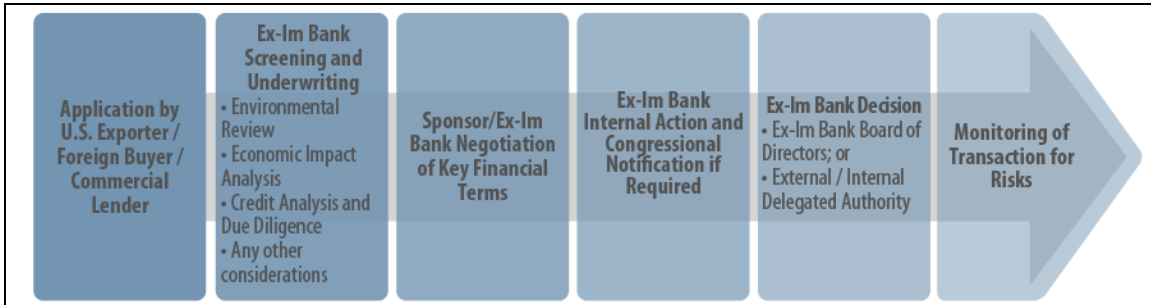 Application by
U.S. Exporter /
Foreign Buyer /
Commercial
Lender
Ex-Im Bank
Screening and
Underwriting
• Environmental
Review
• Economic Impact
Analysis
• Credit Analysis and
Due Diligence
• Any other
considerations
Sponsor/Ex-Im
Bank Negotiation
of Key Financial
Terms
Ex-Im Bank
Internal Action and
Congressional
Notification if
Required
Ex-Im Bank Decision
• Ex-Im Bank Board of
Directors; or
• External / Internal
Delegated Authority
Monitoring of
Transaction for
Risks